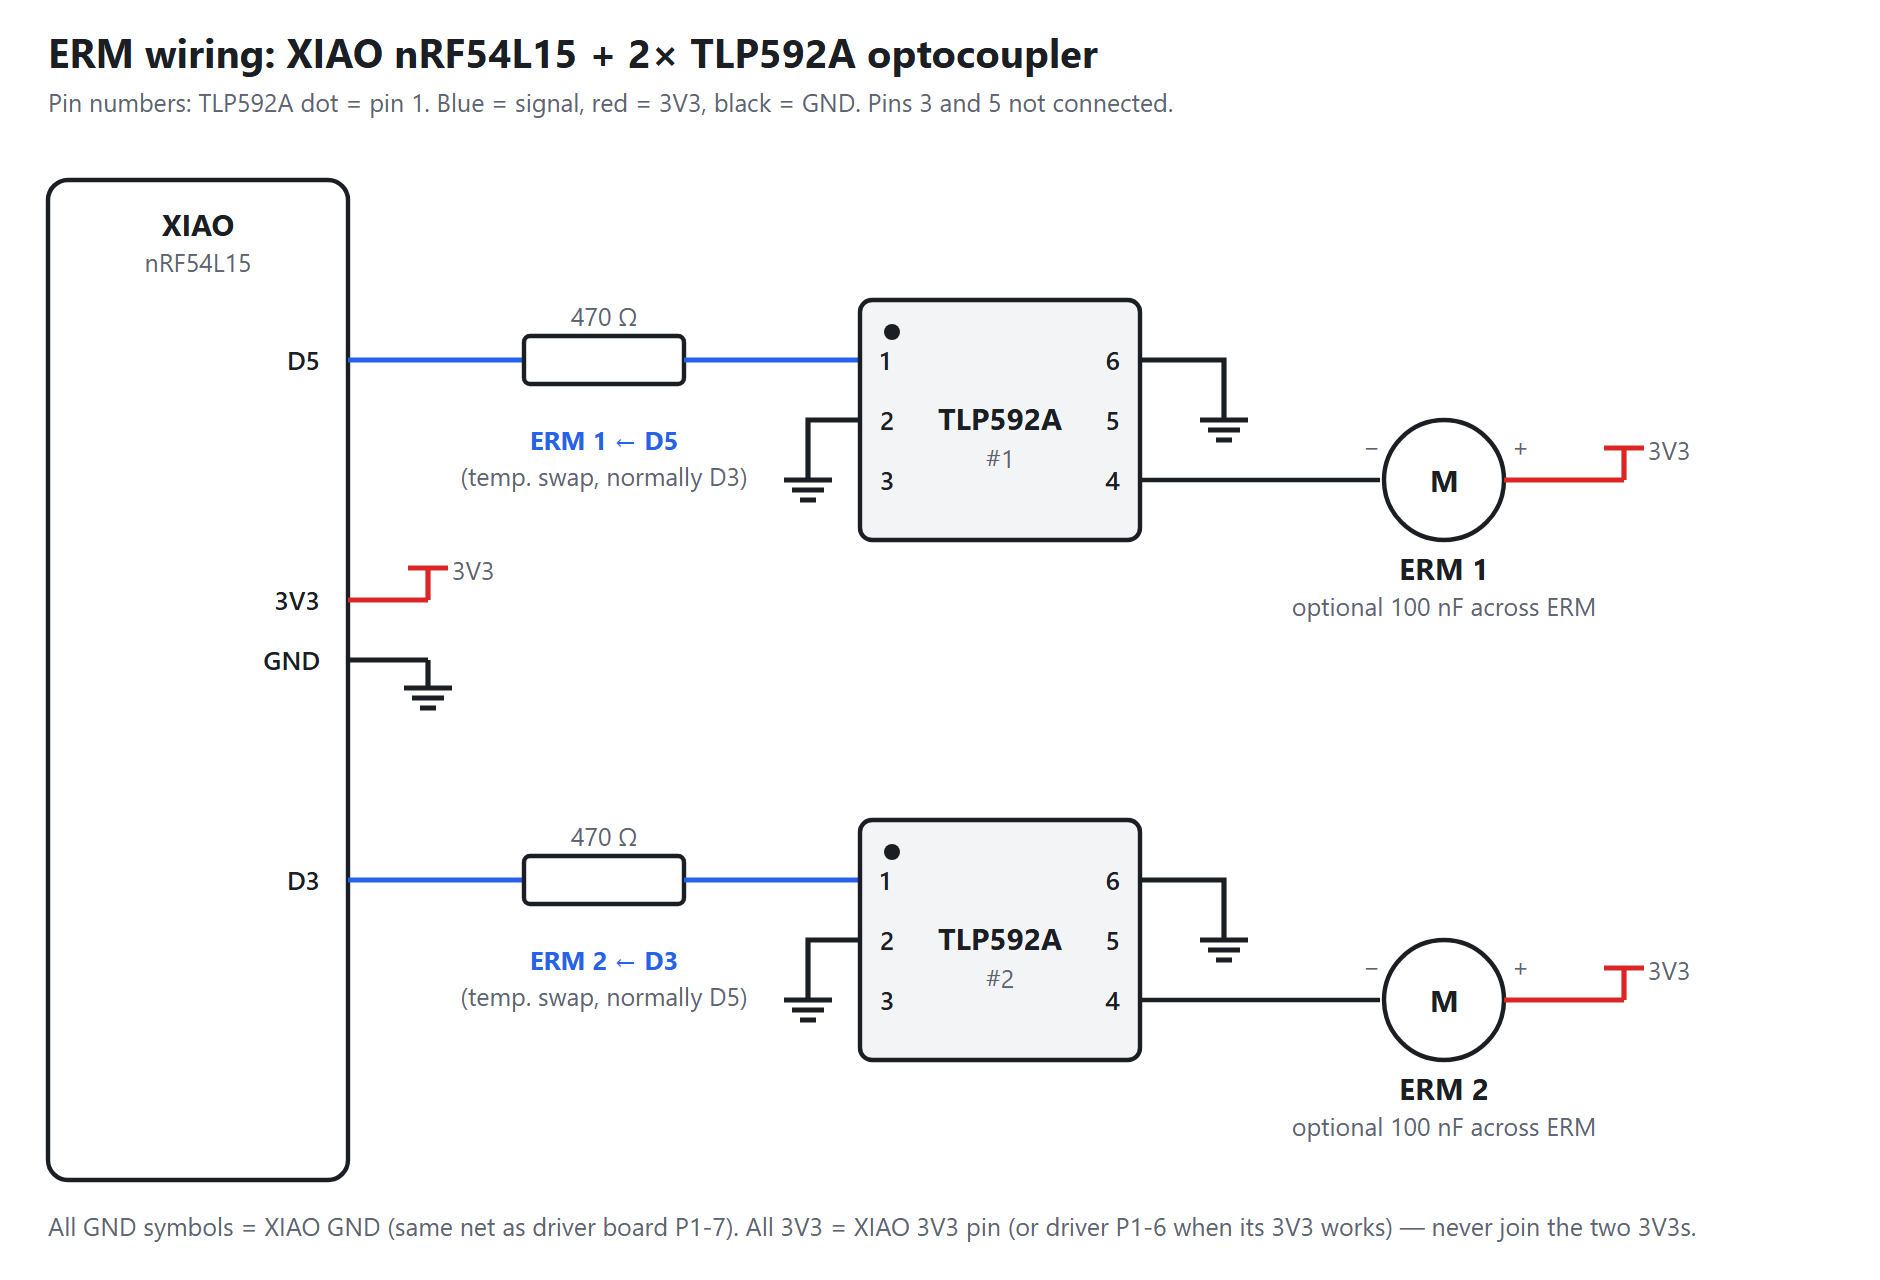 ERM wiring: XIAO nRF54L15 + 2× TLP592A optocoupler
Pin numbers: TLP592A dot = pin 1. Blue = signal, red = 3V3, black = GND. Pins 3 and 5 not connected.
XIAO
nRF54L15
D5
3V3
GND
D3
3V3
470 Ω
ERM 1 ← D5
(temp. swap, normally D3)
1
2
3
TLP592A
#1
6
5
4
−
M
+
3V3
ERM 1
optional 100 nF across ERM
470 Ω
ERM 2 ← D3
(temp. swap, normally D5)
1
2
3
TLP592A
#2
6
5
4
−
M
+
3V3
ERM 2
optional 100 nF across ERM
All GND symbols = XIAO GND (same net as driver board P1-7). All 3V3 = XIAO 3V3 pin (or driver P1-6 when its 3V3 works) — never join the two 3V3s.